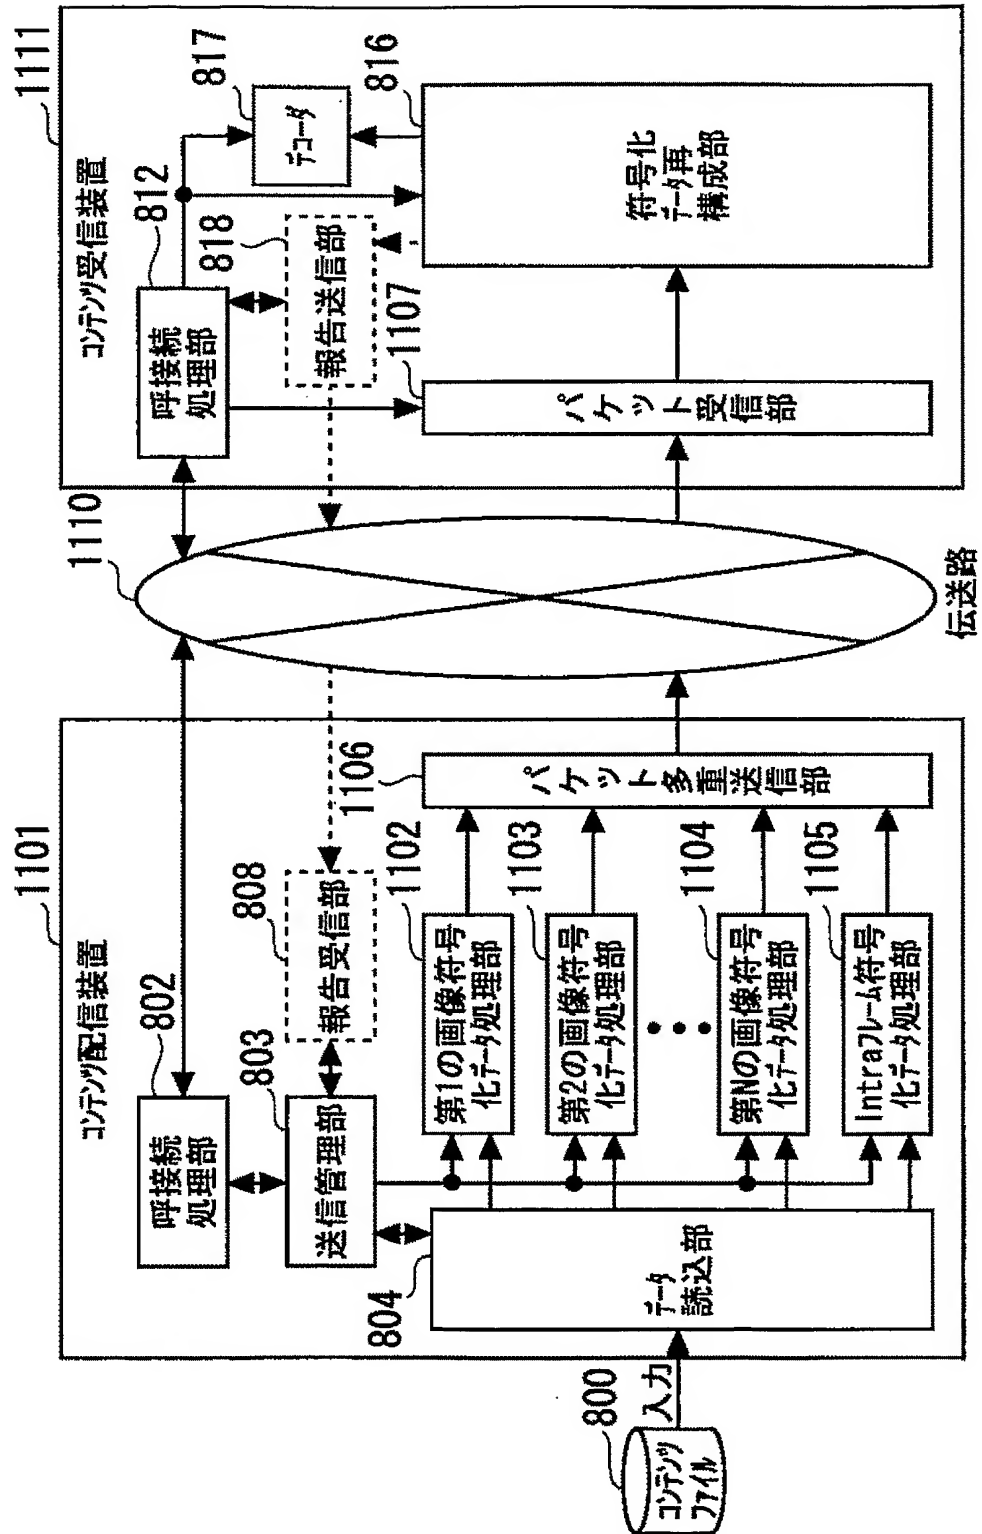 1101
コンテンツ配信装置
802
呼接続
処理部
803
送信管理部
808
報告受信部
804
データ
読込部
800
入力
コンテンツ
ファイル
1102
第1の画像符号
化データ処理部
1103
第2の画像符号
化データ処理部
1104
第Nの画像符号
化データ処理部
1105
Intraフレーム符号
化データ処理部
1106
パケット多重送信部
1110
伝送路
1111
コンテンツ受信装置
812
呼接続
処理部
818
報告送信部
817
デコーダ
1107
パケット受信部
816
符号化
データ再
構成部